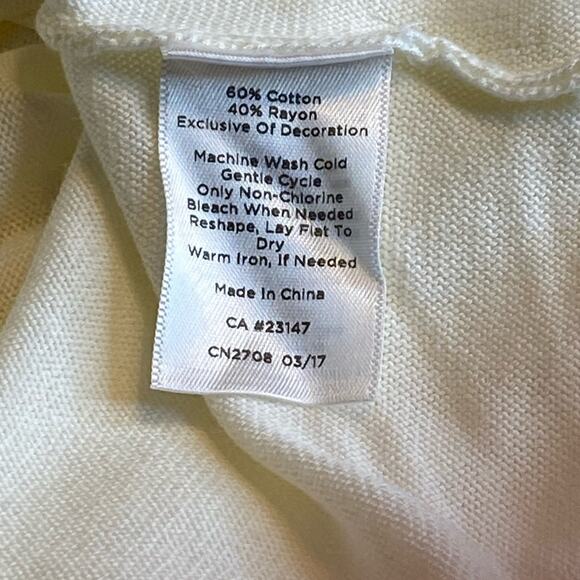 60% Cotton
40% Rayon
Exclusive Of Decoration
Machine Wash Cold
Gentle Cycle
Only Non-Chlorine
Bleach When Needed
Reshape, Lay Flat To
Dry
Warm Iron, If Needed
Made In China
CA #23147
CN2708 03/17